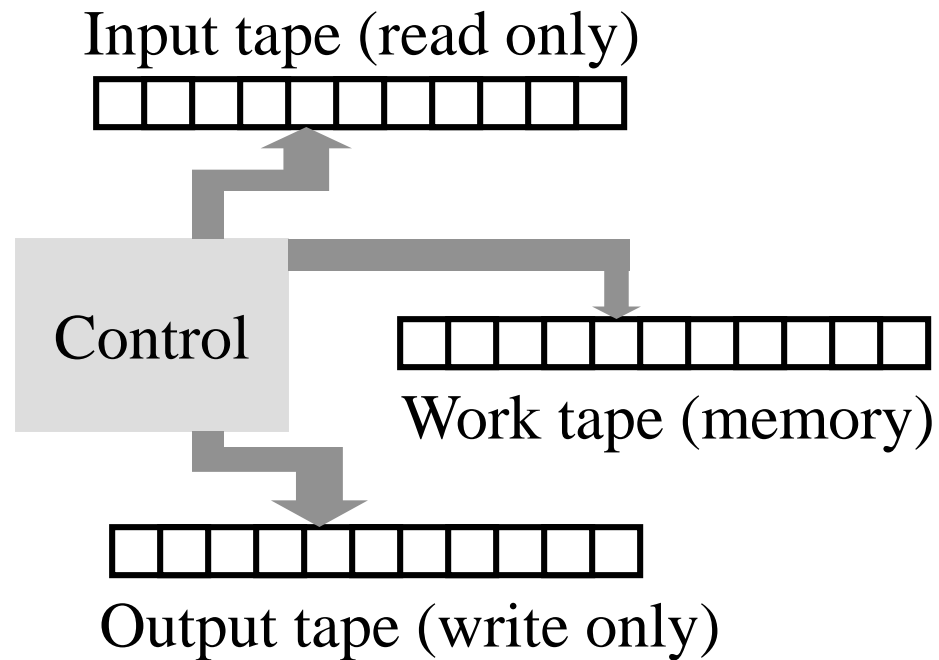 Input tape (read only)
Control
Work tape (memory)
Output tape (write only)